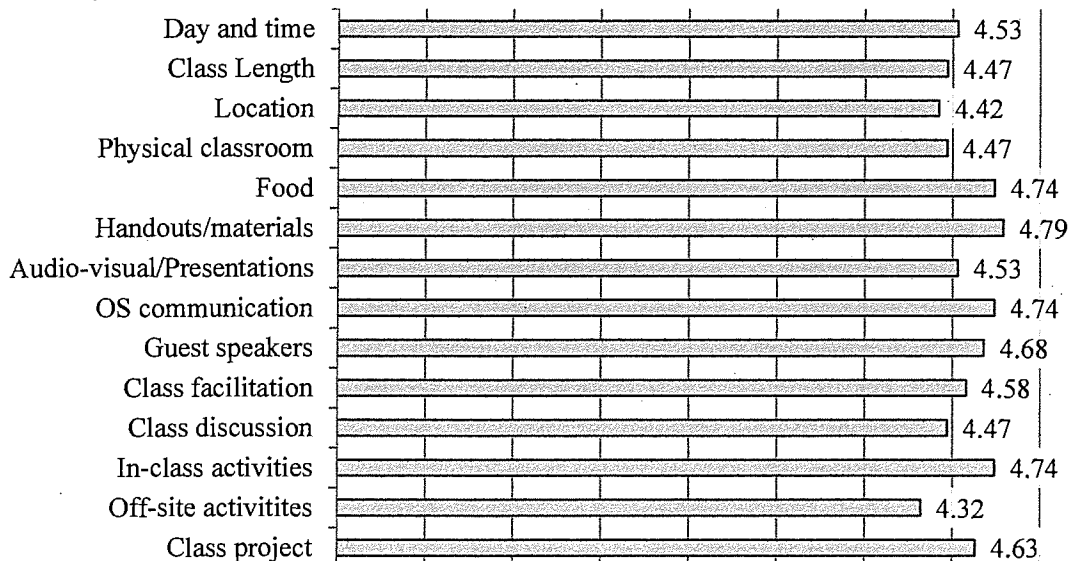 Day and time 4.53
Class Length 4.47
Location 4.42
Physical classroom 4.47
Food 4.74
Handouts/materials 4.79
Audio-visual/Presentations 4.53
OS communication 4.74
Guest speakers 4.68
Class facilitation 4.58
Class discussion 4.47
In-class activities 4.74
Off-site activitites 4.32
Class project 4.63